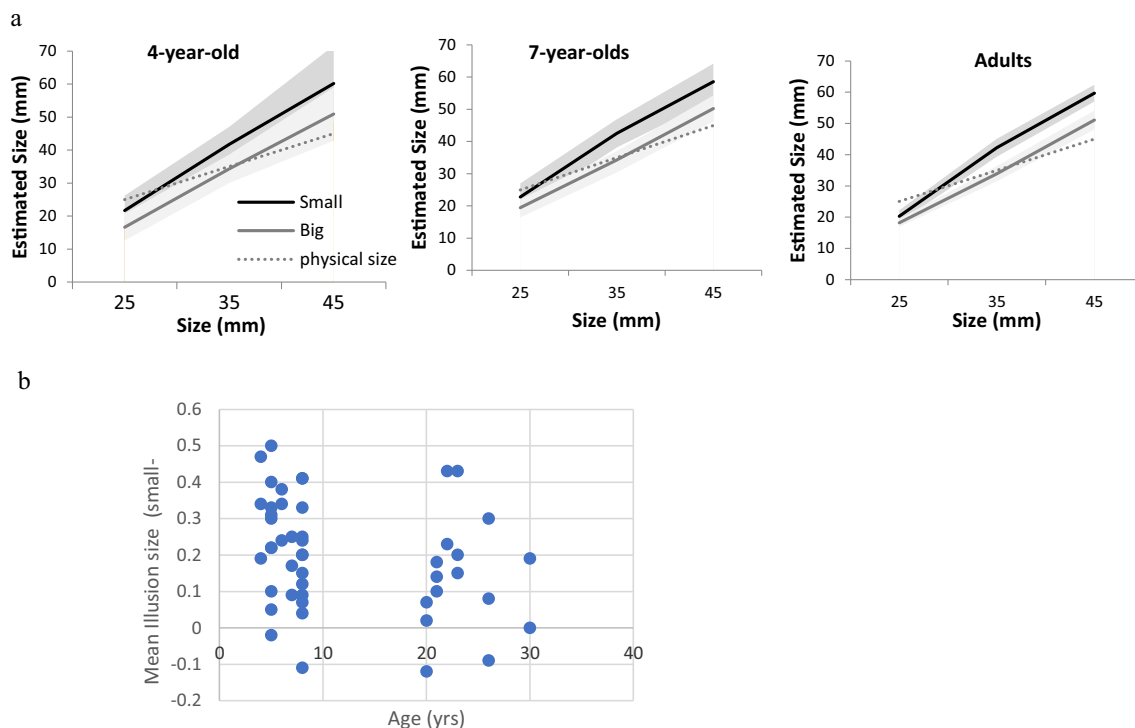 a
4-year-old
70
60
50
40
30
20
10
0
Estimated Size (mm)
Small
Big
physical size
25 35 45
Size (mm)
7-year-olds
70
60
50
40
30
20
10
0
Estimated Size (mm)
25 35 45
Size (mm)
Adults
70
60
50
40
30
20
10
0
Estimated Size (mm)
25 35 45
Size (mm)
b
0.6
0.5
0.4
0.3
0.2
0.1
0
-0.1
-0.2
Mean Illusion size (small-
0 10 20 30 40
Age (yrs)